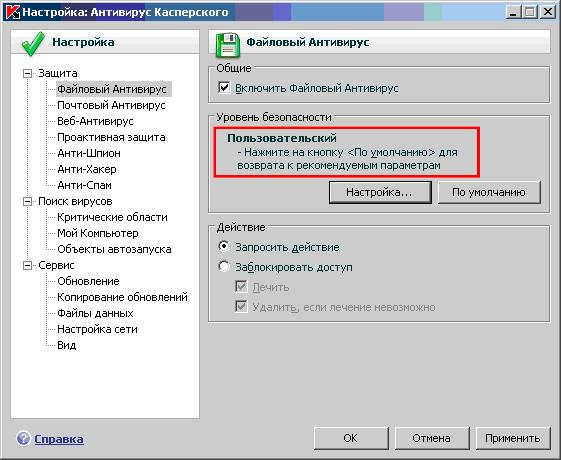 Настройка: Антивирус Касперского
Настройка
Защита
Файловый Антивирус
Почтовый Антивирус
Веб-Антивирус
Проактивная защита
Анти-Шпион
Анти-Хакер
Анти-Спам
Поиск вирусов
Критические области
Мой Компьютер
Объекты автозапуска
Сервис
Обновление
Копирование обновлений
Файлы данных
Настройка сети
Вид
Файловый Антивирус
Общие
Включить Файловый Антивирус
Уровень безопасности
Пользовательский
- Нажмите на кнопку <По умолчанию> для
возврата к рекомендуемым параметрам
Настройка... По умолчанию
Действие
Запросить действие
Заблокировать доступ
Лечить
Удалить, если лечение невозможно
Справка
ОК Отмена Применить